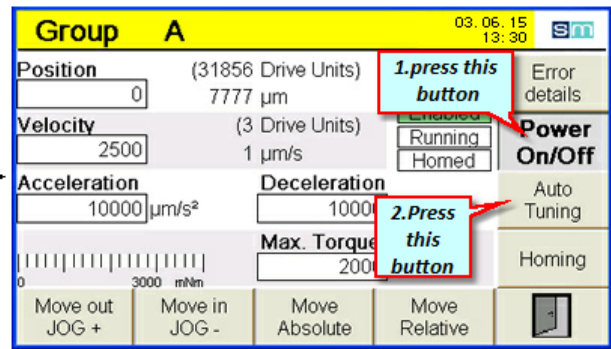 Group A
03. 06. 15
13: 30
sm
Position
(31856 Drive Units)
0
7777 µm
1.press this
button
Error
details
Velocity
(3 Drive Units)
2500
1 µm/s
Enabled
Running
Homed
Power
On/Off
Acceleration
10000 µm/s²
Deceleration
1000
2.Press
this
button
Auto
Tuning
Max. Torque
200
Homing
0
3000 mNm
Move out
JOG +
Move in
JOG -
Move
Absolute
Move
Relative